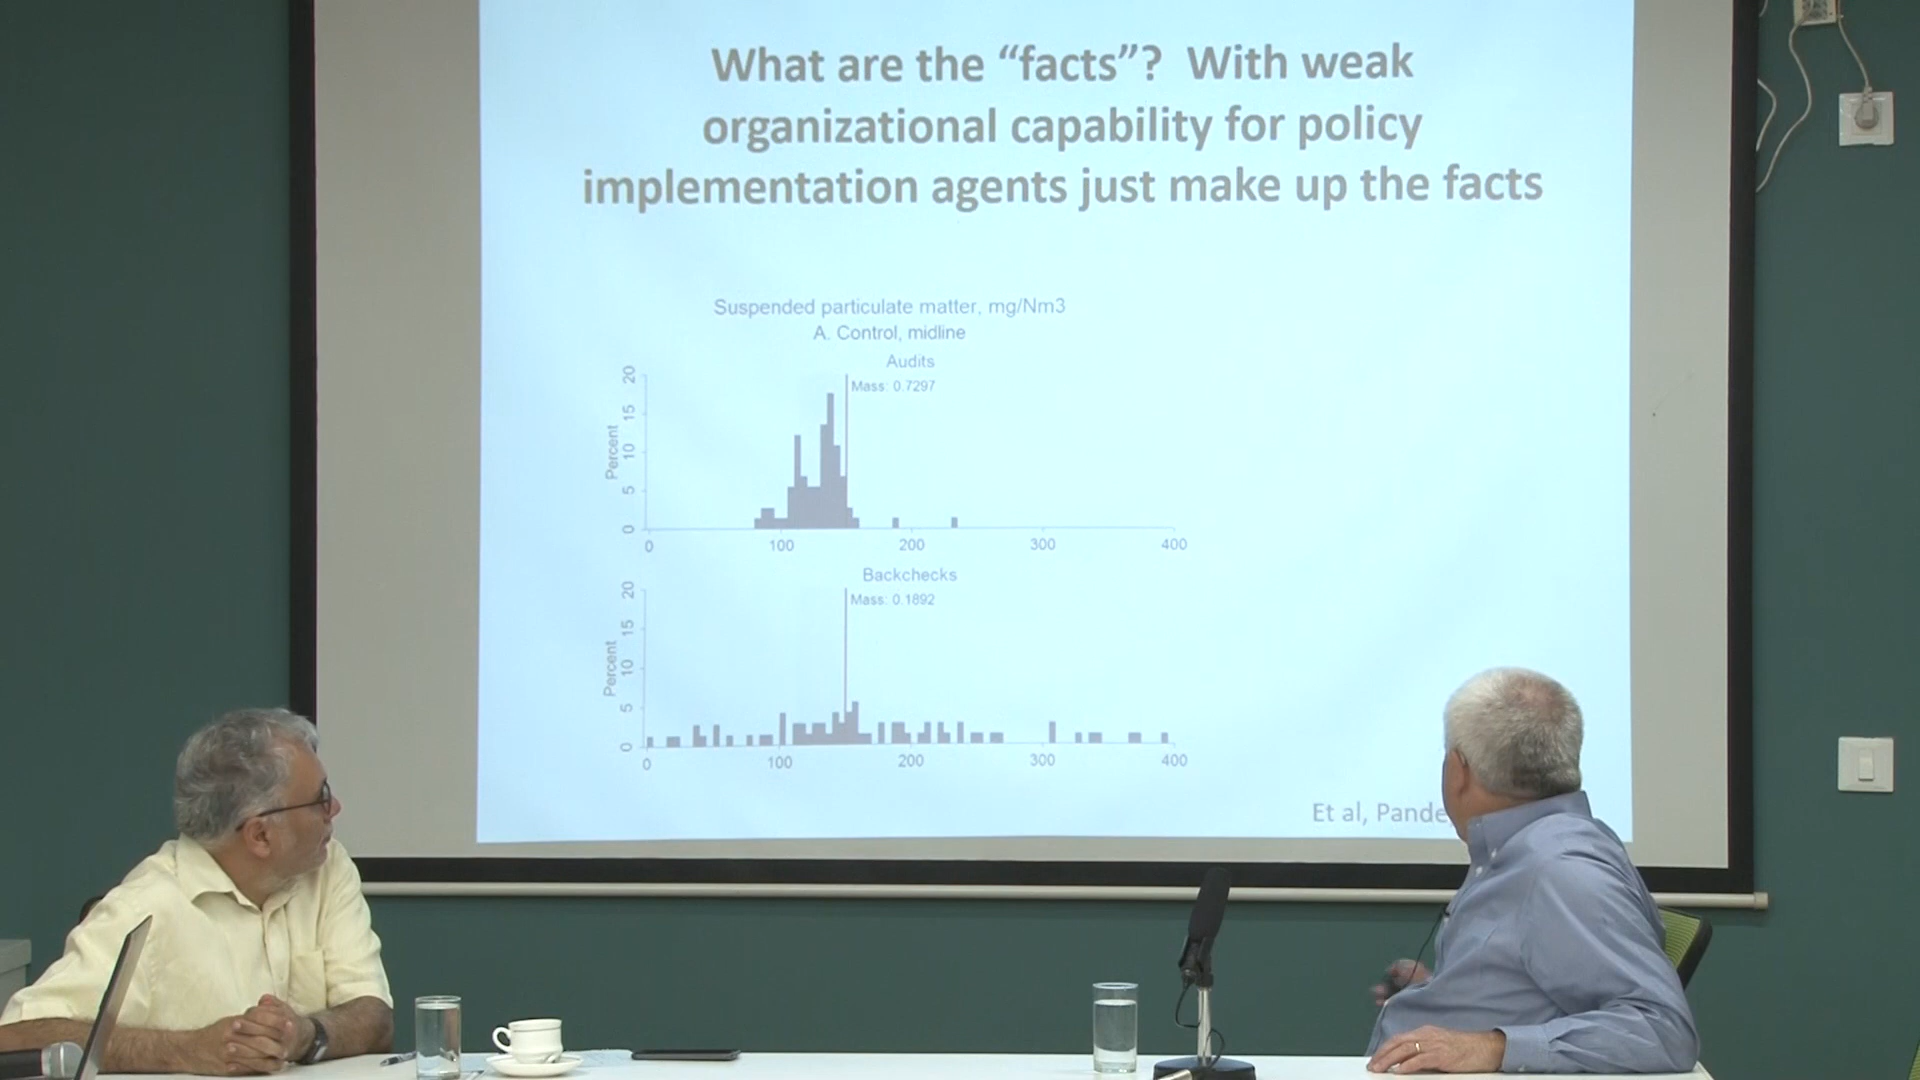 What are the “facts”? With weak
organizational capability for policy
implementation agents just make up the facts
Suspended particulate matter, mg/Nm3
A. Control, midline
Audits
Mass: 0.7297
Percent
20
15
10
5
0
0 100 200 300 400
Backchecks
Mass: 0.1892
Percent
20
15
10
5
0
0 100 200 300 400
Et al, Pande